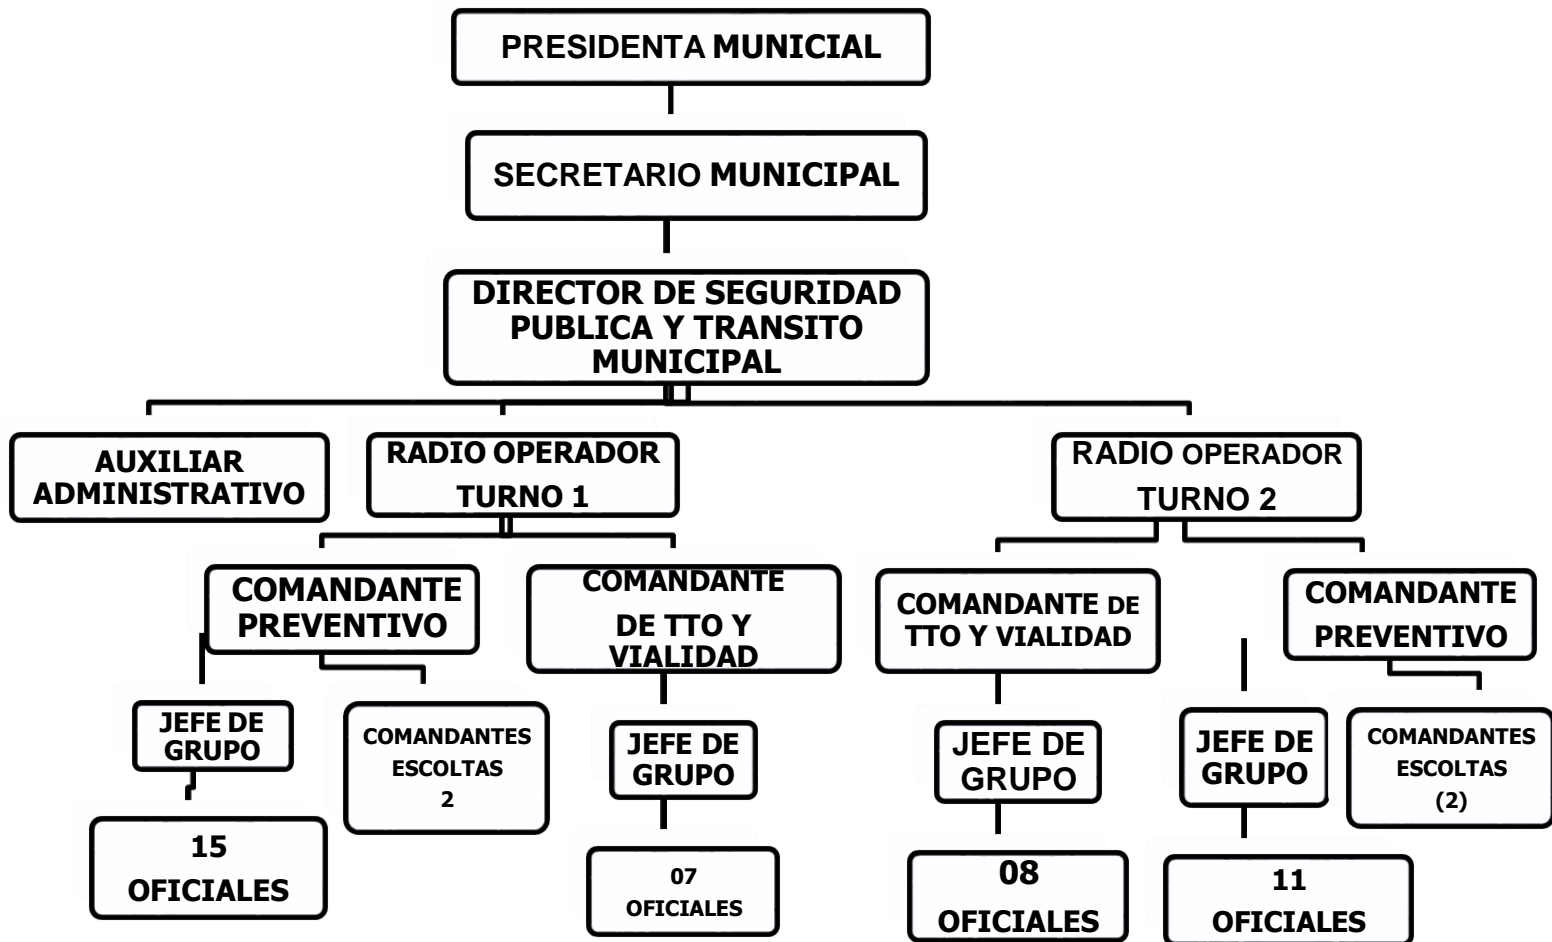 PRESIDENTA MUNICIAL
SECRETARIO MUNICIPAL
DIRECTOR DE SEGURIDAD
PUBLICA Y TRANSITO
MUNICIPAL
AUXILIAR
ADMINISTRATIVO
RADIO OPERADOR
TURNO 1
RADIO OPERADOR
TURNO 2
COMANDANTE
PREVENTIVO
COMANDANTE
DE TTO Y
VIALIDAD
COMANDANTE DE
TTO Y VIALIDAD
COMANDANTE
PREVENTIVO
JEFE DE
GRUPO
COMANDANTES
ESCOLTAS
2
JEFE DE
GRUPO
JEFE DE
GRUPO
JEFE DE
GRUPO
COMANDANTES
ESCOLTAS
(2)
15
OFICIALES
07
OFICIALES
08
OFICIALES
11
OFICIALES